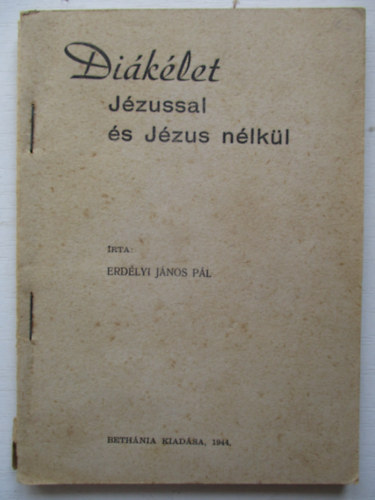 Diákélet
Jézussal
és Jézus nélkül
ÍRTA:
ERDÉLYI JÁNOS PÁL
BETHÁNIA KIADÁSA, 1944.